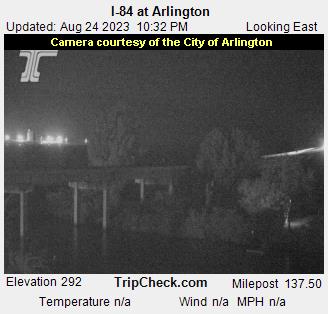 I-84 at Arlington
Updated: Aug 24 2023 10:32 PM Looking East
Camera courtesy of the City of Arlington
Elevation 292 TripCheck.com Milepost 137.50
Temperature n/a Wind n/a MPH n/a